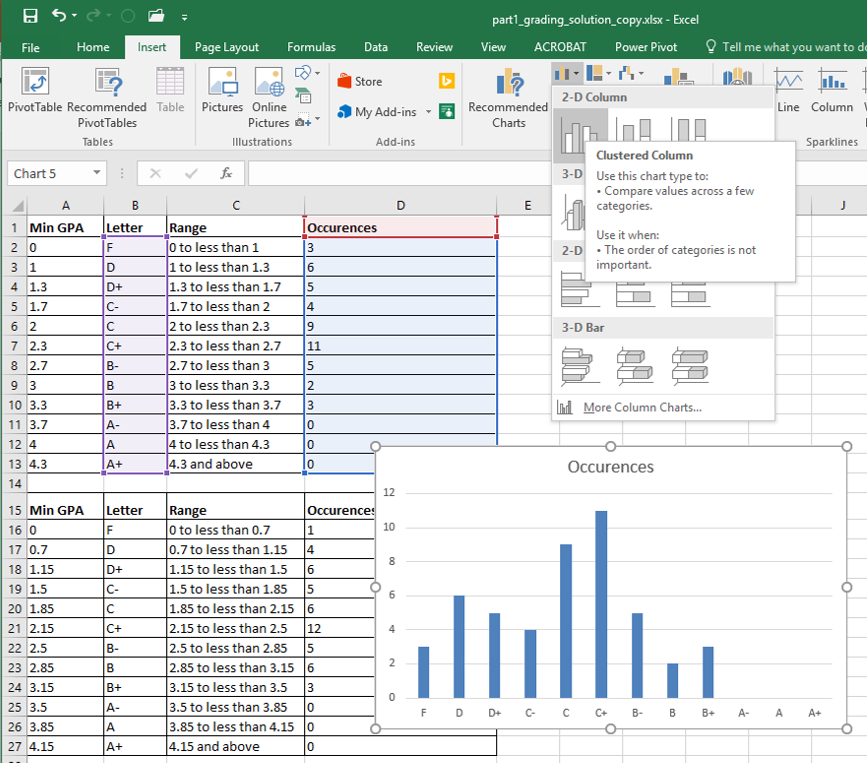 part1_grading_solution_copy.xlsx - Excel
File Home Insert Page Layout Formulas Data Review View ACROBAT Power Pivot Tell me what you want to do
PivotTable
Recommended
PivotTables
Table
Tables
Pictures
Online
Pictures
Illustrations
Store
My Add-ins
Add-ins
Recommended
Charts
Line
Column
Sparklines
2-D Column
Clustered Column
Use this chart type to:
• Compare values across a few
categories.
Use it when:
• The order of categories is not
important.
3-D
2-D
3-D Bar
More Column Charts...
Chart 5
fx
A B C D E J
1 Min GPA Letter Range Occurences
2 0 F 0 to less than 1 3
3 1 D 1 to less than 1.3 6
4 1.3 D+ 1.3 to less than 1.7 5
5 1.7 C- 1.7 to less than 2 4
6 2 C 2 to less than 2.3 9
7 2.3 C+ 2.3 to less than 2.7 11
8 2.7 B- 2.7 to less than 3 5
9 3 B 3 to less than 3.3 2
10 3.3 B+ 3.3 to less than 3.7 3
11 3.7 A- 3.7 to less than 4 0
12 4 A 4 to less than 4.3 0
13 4.3 A+ 4.3 and above 0
14
15 Min GPA Letter Range Occurences
16 0 F 0 to less than 0.7 1
17 0.7 D 0.7 to less than 1.15 4
18 1.15 D+ 1.15 to less than 1.5 6
19 1.5 C- 1.5 to less than 1.85 5
20 1.85 C 1.85 to less than 2.15 6
21 2.15 C+ 2.15 to less than 2.5 12
22 2.5 B- 2.5 to less than 2.85 5
23 2.85 B 2.85 to less than 3.15 6
24 3.15 B+ 3.15 to less than 3.5 3
25 3.5 A- 3.5 to less than 3.85 0
26 3.85 A 3.85 to less than 4.15 0
27 4.15 A+ 4.15 and above 0
Occurences
12
10
8
6
4
2
0
F D D+ C- C C+ B- B B+ A- A A+